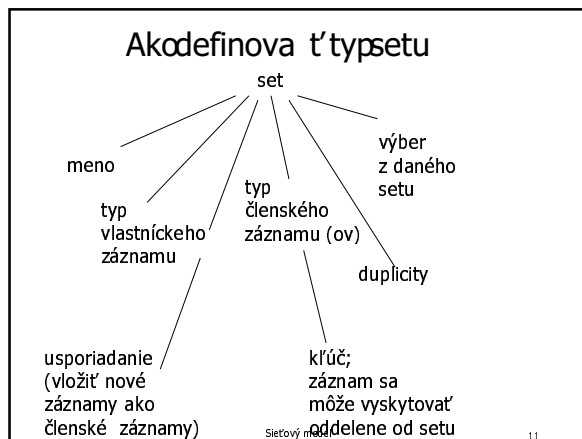 Akodefinova ť typsetu
set
meno
výber
z daného
setu
typ
vlastníckeho
záznamu
typ
členského
záznamu (ov)
duplicity
usporiadanie
(vložiť nové
záznamy ako
členské záznamy)
kľúč;
záznam sa
môže vyskytovať
oddelene od setu
Sieťový model
11